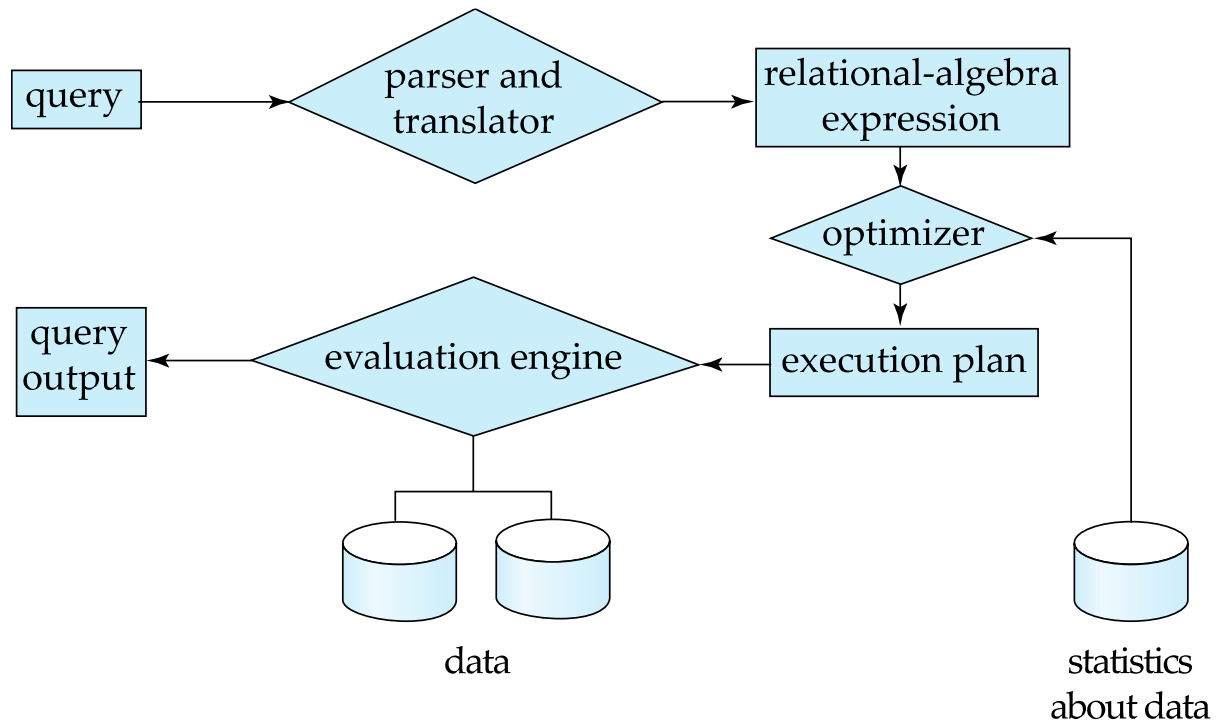 query
parser and
translator
relational-algebra
expression
optimizer
query
output
evaluation engine
execution plan
data
statistics
about data